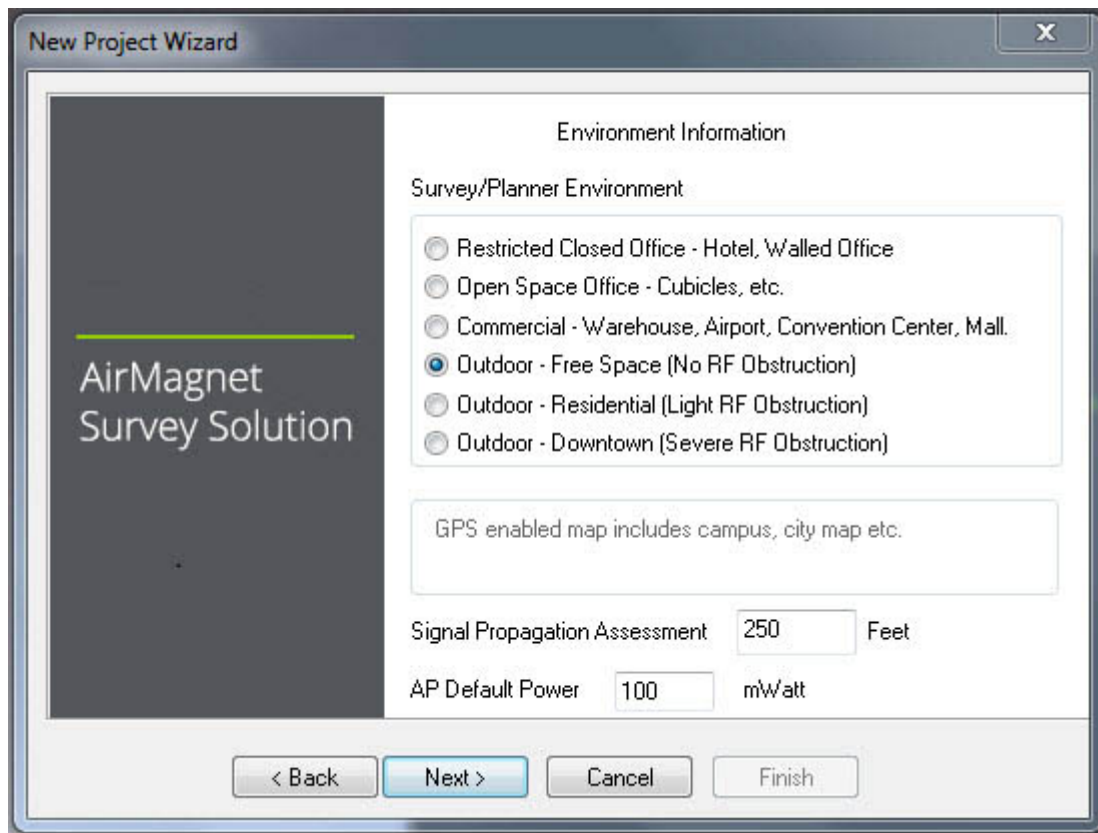 New Project Wizard
X
Environment Information
Survey/Planner Environment
Restricted Closed Office - Hotel, Walled Office
Open Space Office - Cubicles, etc.
Commercial - Warehouse, Airport, Convention Center, Mall.
Outdoor - Free Space (No RF Obstruction)
Outdoor - Residential (Light RF Obstruction)
Outdoor - Downtown (Severe RF Obstruction)
AirMagnet
Survey Solution
GPS enabled map includes campus, city map etc.
Signal Propagation Assessment 250 Feet
AP Default Power 100 mWatt
< Back Next > Cancel Finish